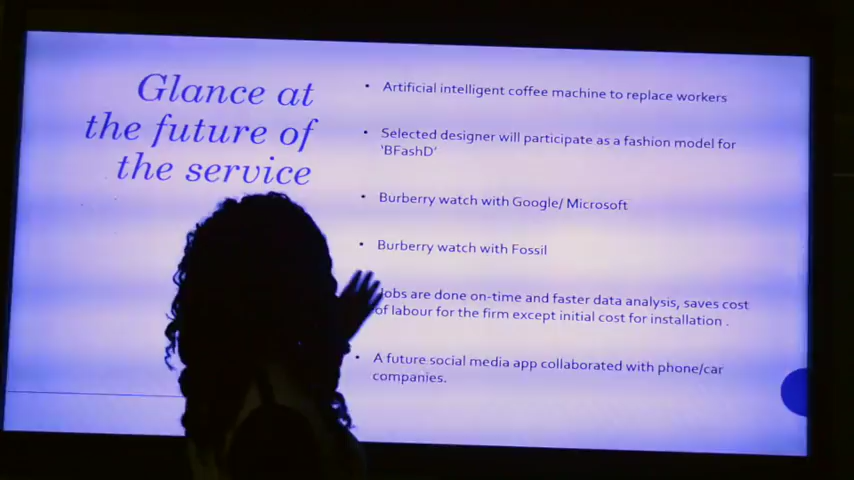 Glance at
the future of
the service
• Artificial intelligent coffee machine to replace workers
• Selected designer will participate as a fashion model for
‘BFashD’
• Burberry watch with Google/ Microsoft
• Burberry watch with Fossil
Jobs are done on-time and faster data analysis, saves cost
of labour for the firm except initial cost for installation .
• A future social media app collaborated with phone/car
companies.